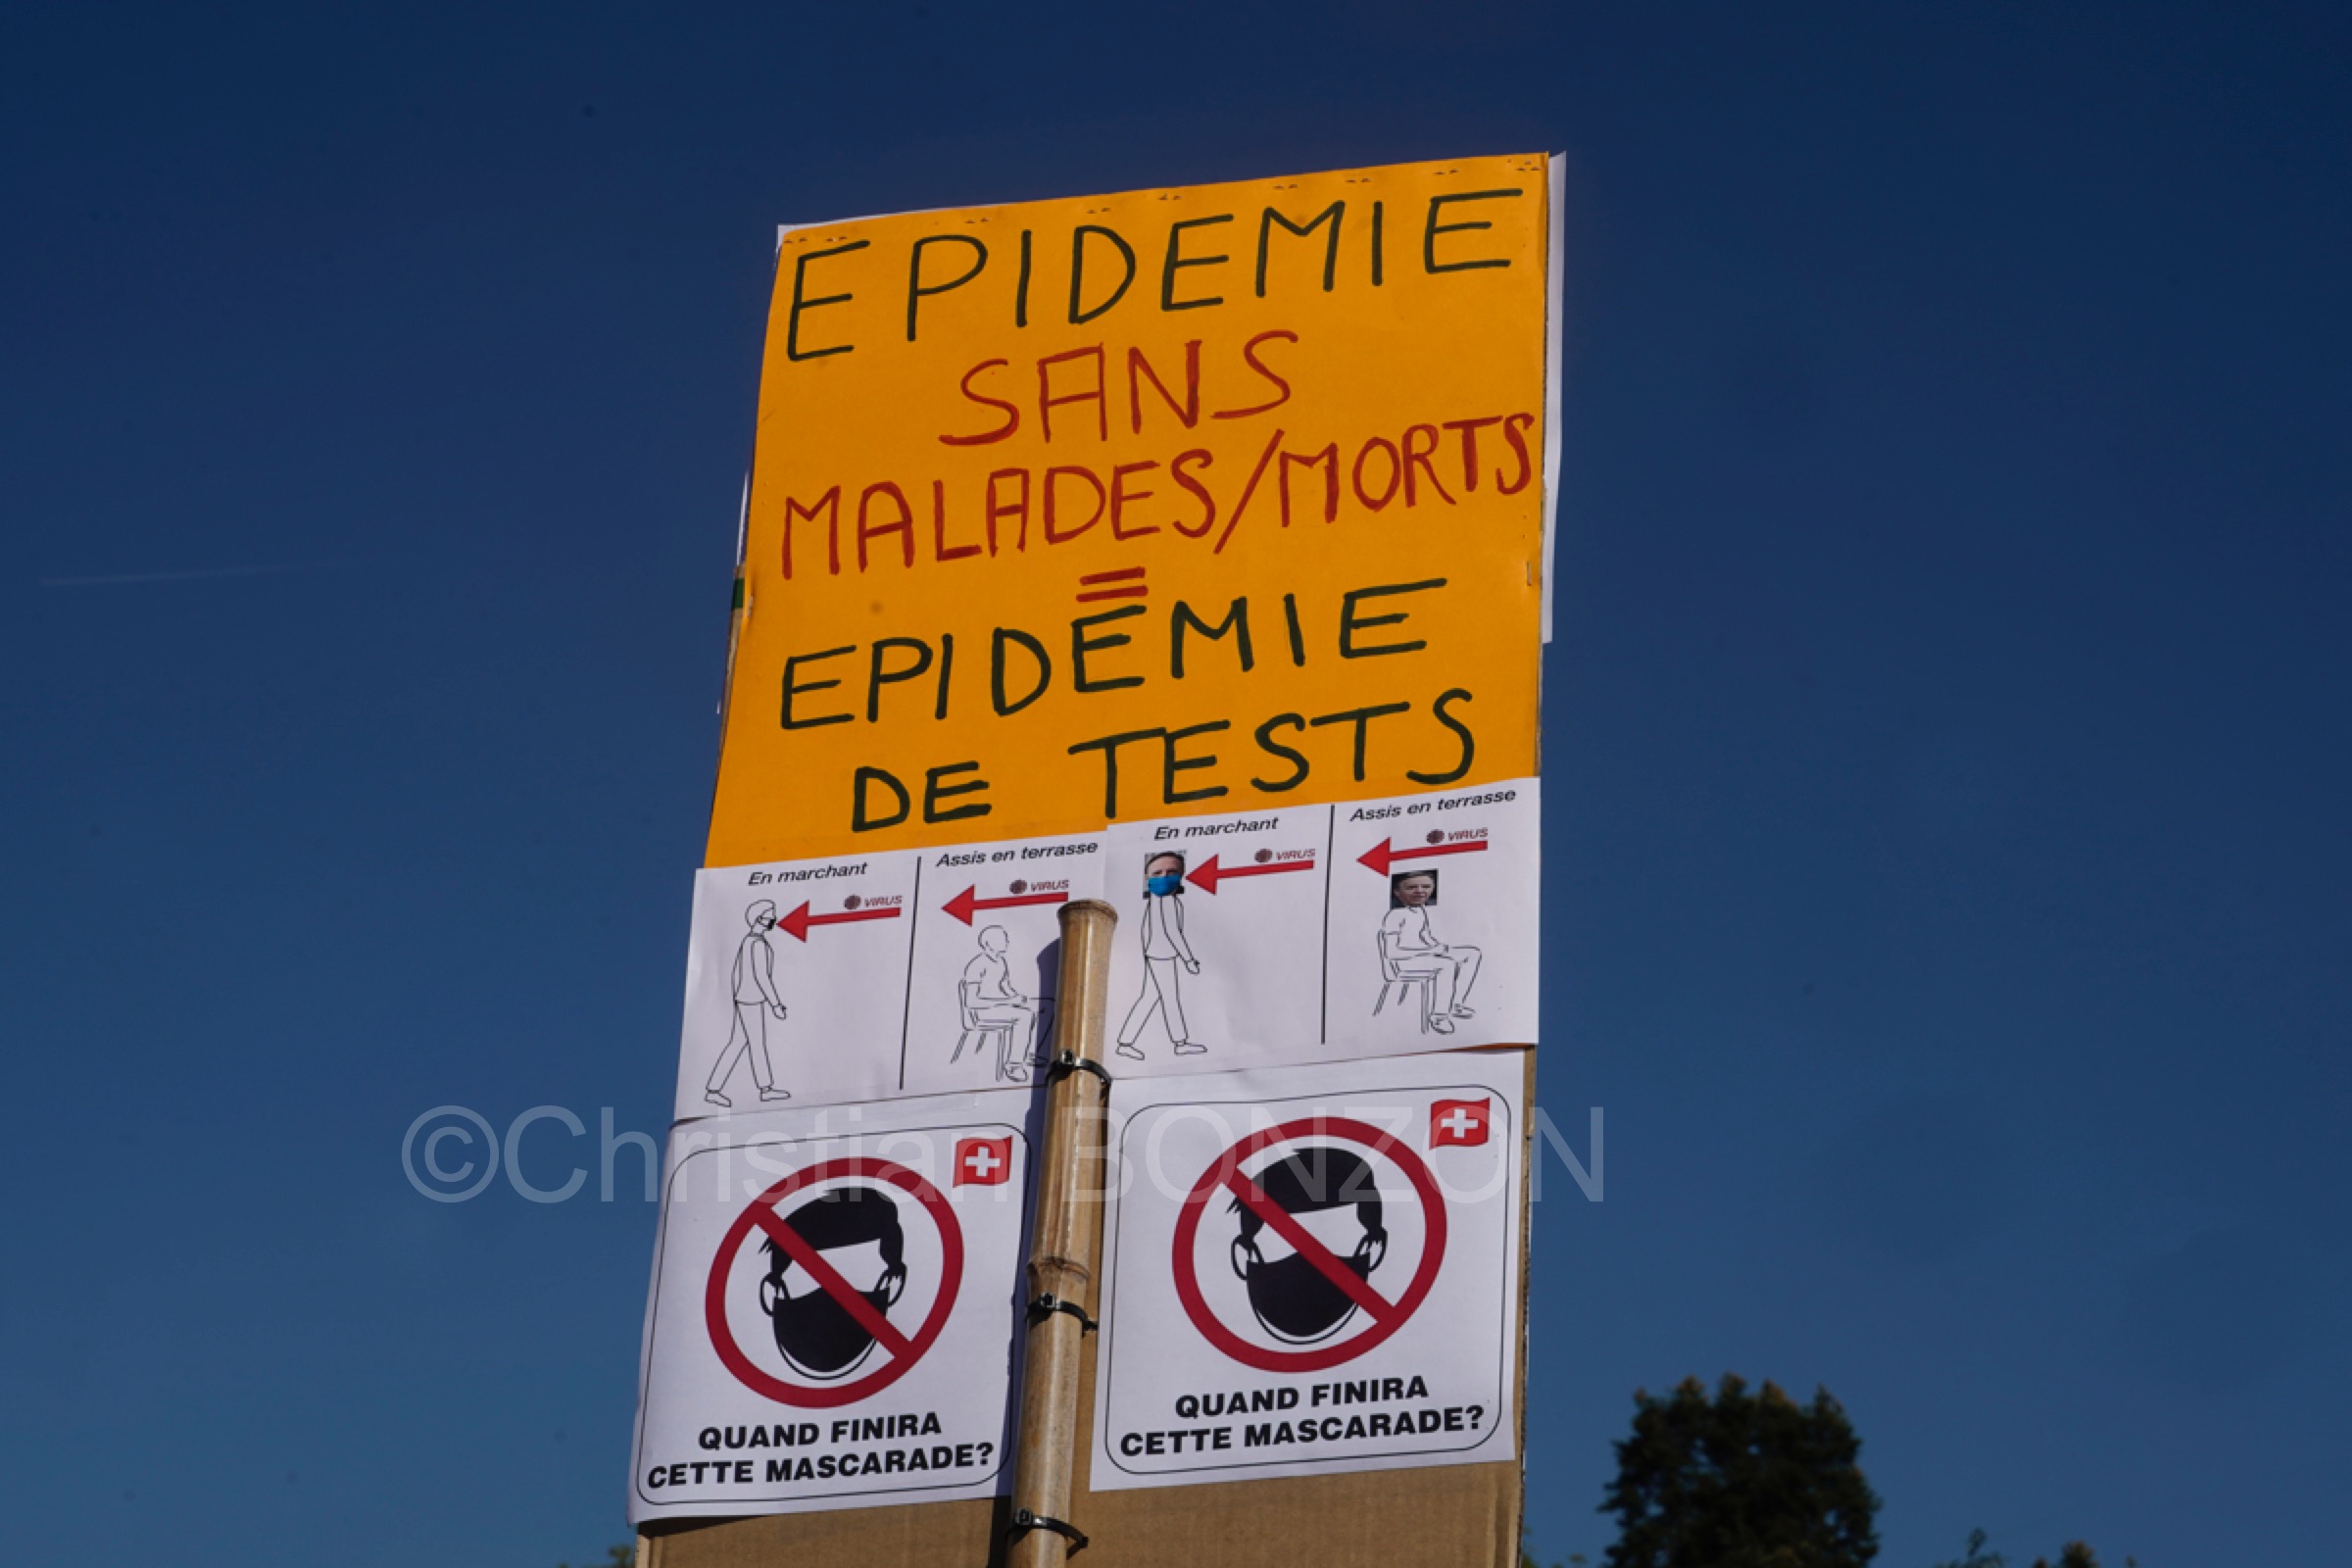 EPIDEMIE
SANS
MALADES/MORTS
=
EPIDEMIE
DE TESTS
En marchant
VIRUS
Assis en terrasse
VIRUS
En marchant
VIRUS
Assis en terrasse
VIRUS
©Christian BONZON
QUAND FINIRA
CETTE MASCARADE?
QUAND FINIRA
CETTE MASCARADE?